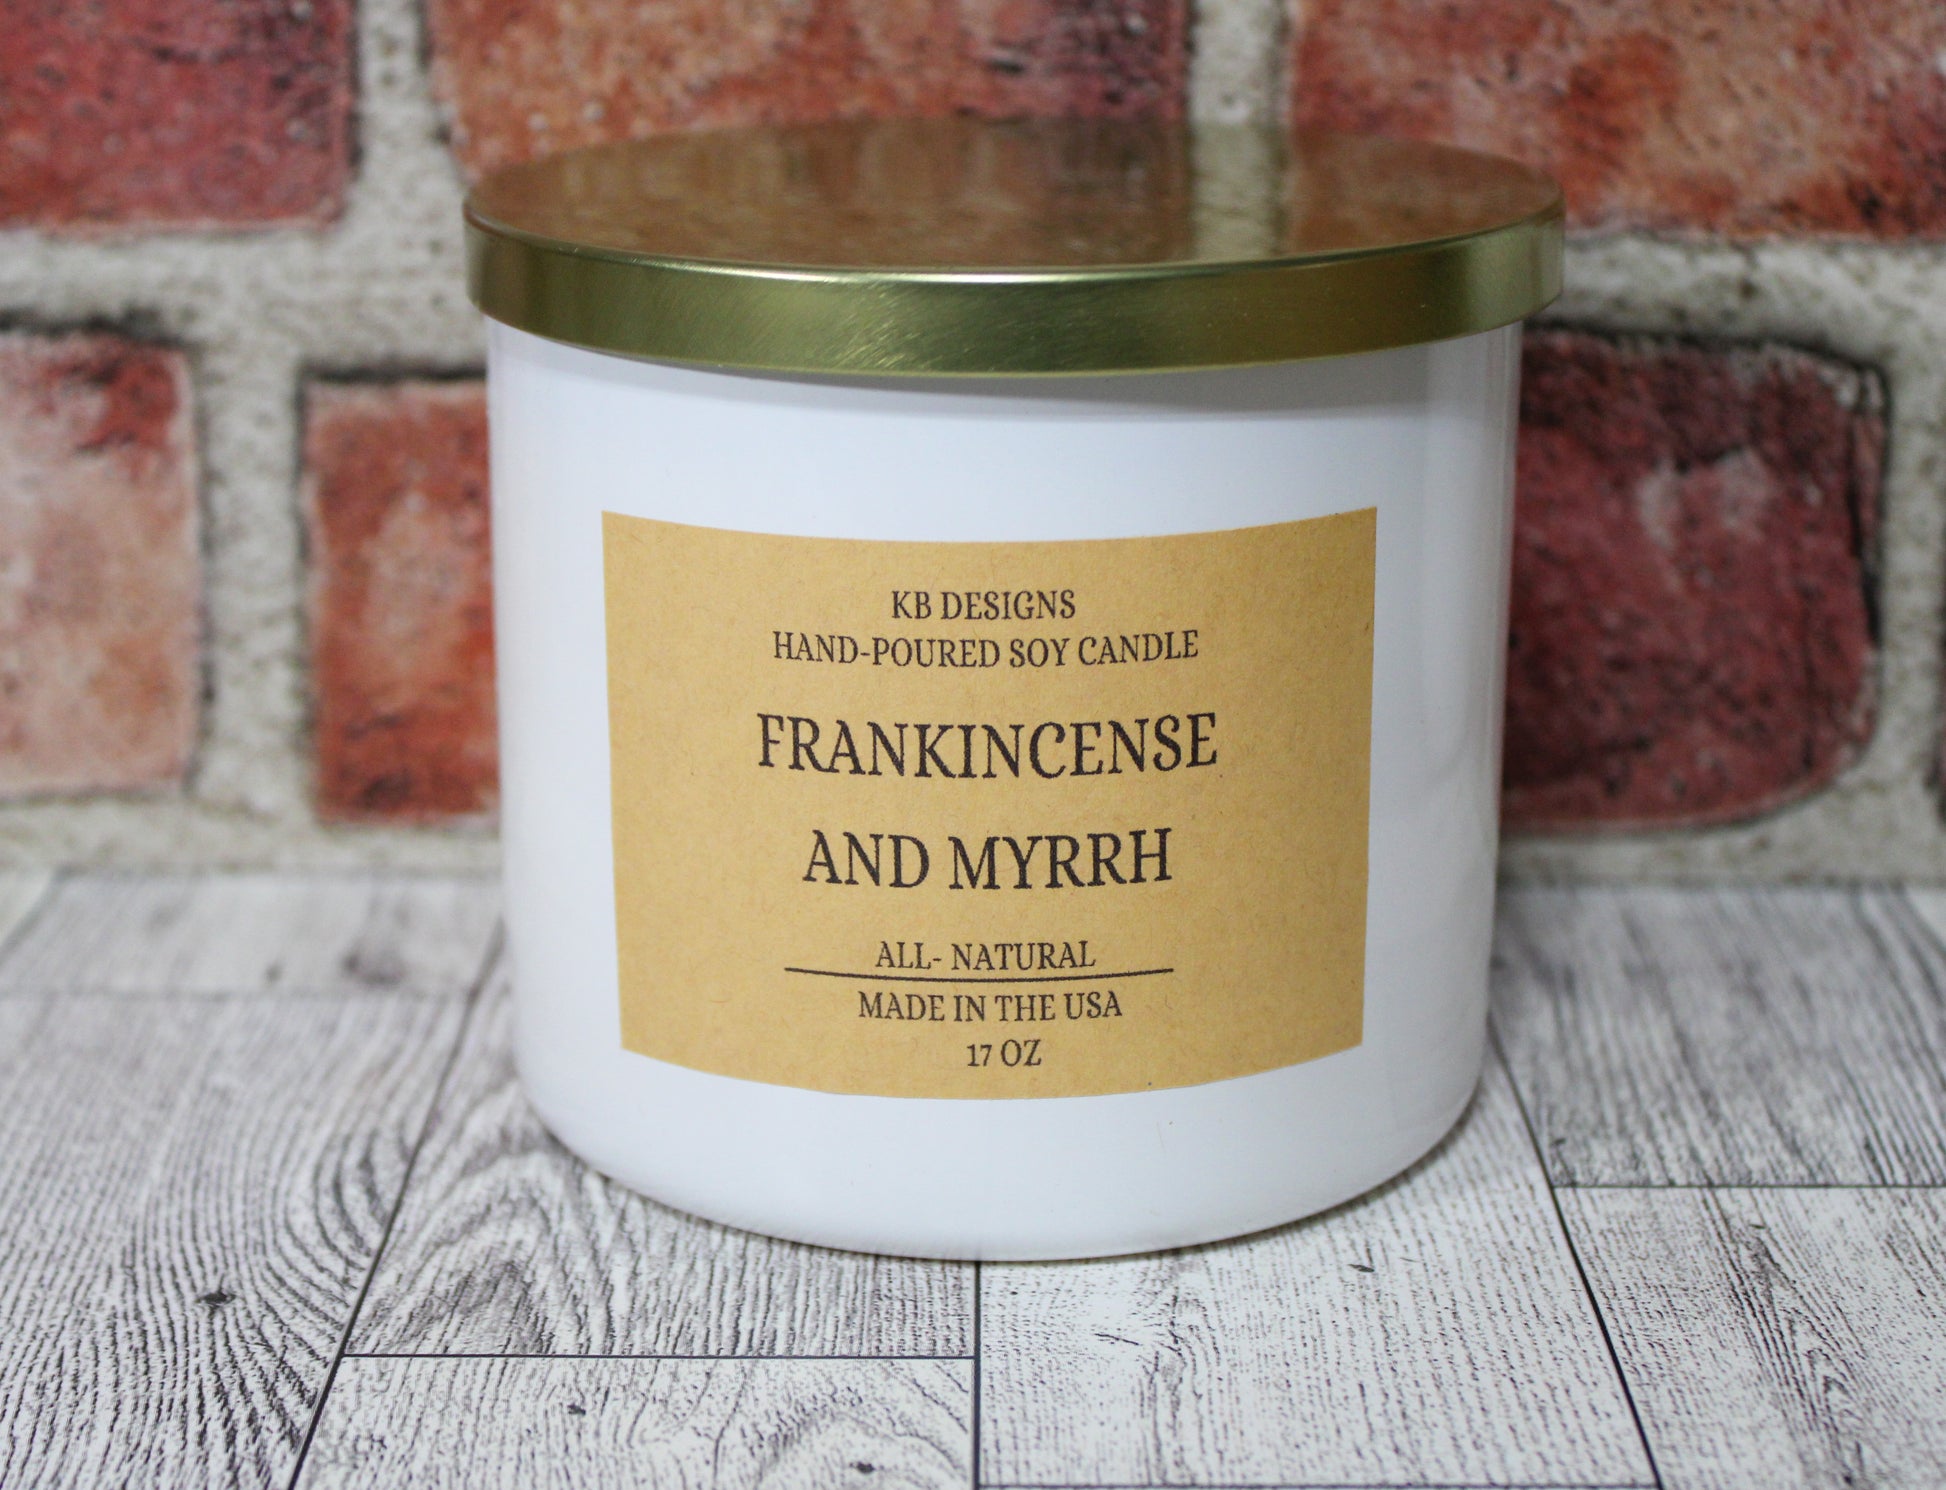 KB DESIGNS
HAND-POURED SOY CANDLE
FRANKINCENSE
AND MYRRH
ALL- NATURAL
MADE IN THE USA
17 OZ